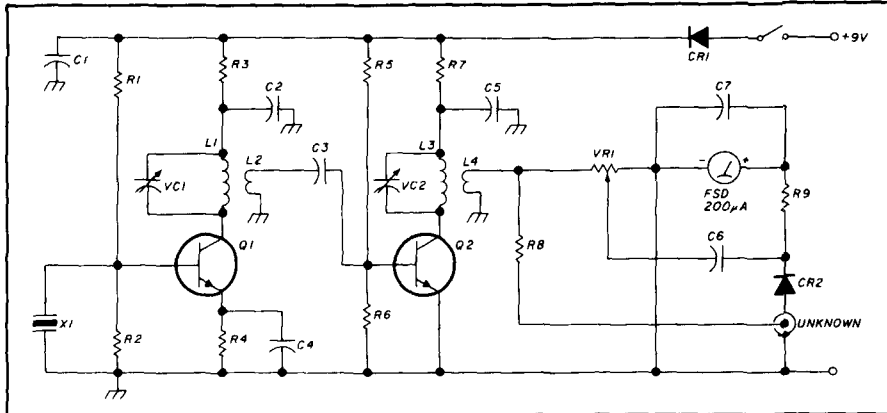 +9V
CR1
C1
R1
R3
R5
R7
C2
C5
C7
L1
L2
C3
L3
L4
VR1
VC1
VC2
- +
FSD
200μA
R9
Q1
Q2
R8
C6
CR2
X1
R2
R4
C4
R6
UNKNOWN